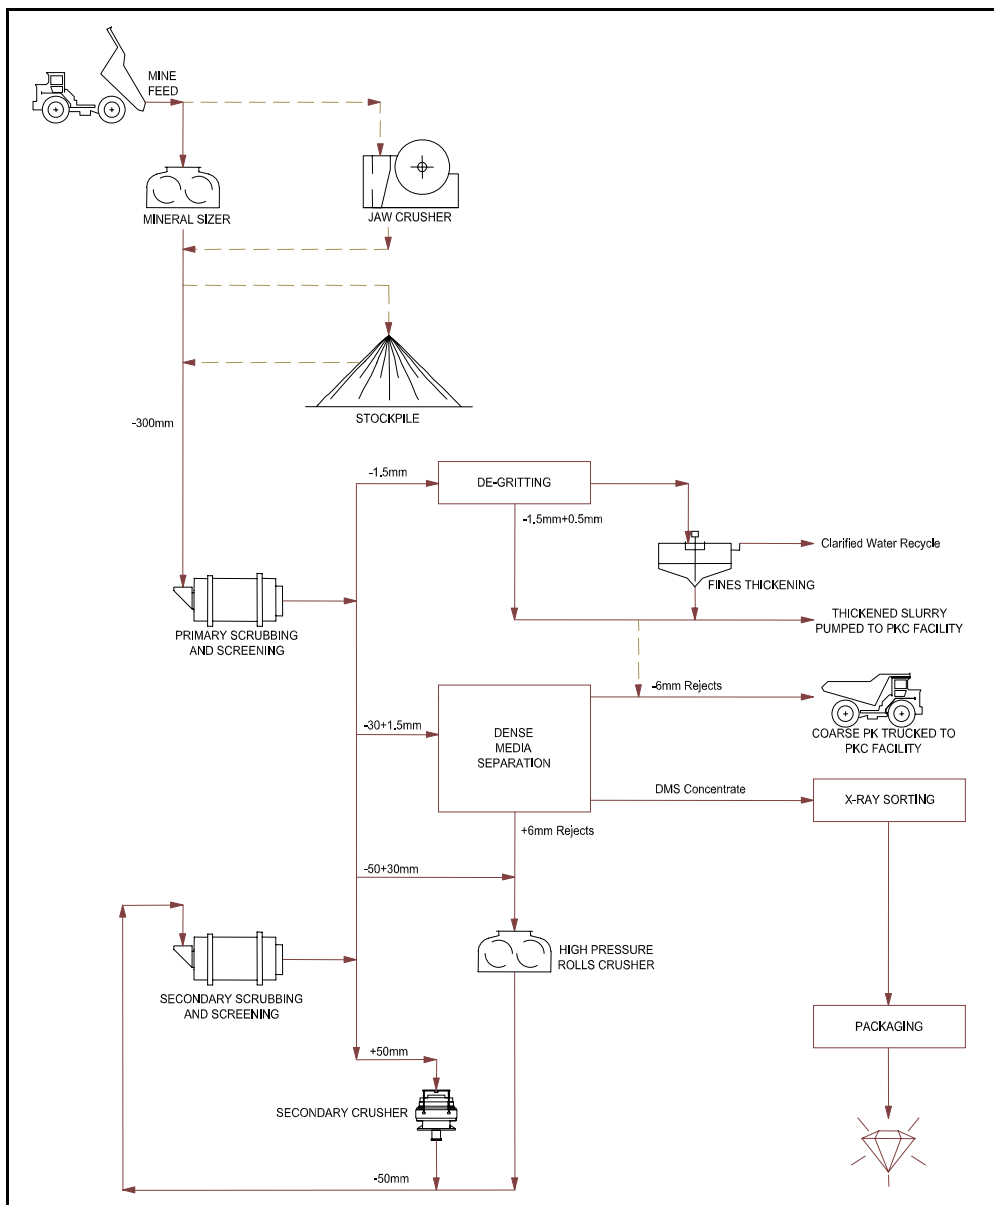 MINE
FEED
MINERAL SIZER
JAW CRUSHER
STOCKPILE
-300mm
-1.5mm
DE-GRITTING
-1.5mm+0.5mm
Clarified Water Recycle
FINES THICKENING
THICKENED SLURRY
PUMPED TO PKC FACILITY
PRIMARY SCRUBBING
AND SCREENING
-6mm Rejects
-30+1.5mm
DENSE
MEDIA
SEPARATION
COARSE PK TRUCKED TO
PKC FACILITY
DMS Concentrate
X-RAY SORTING
+6mm Rejects
-50+30mm
HIGH PRESSURE
ROLLS CRUSHER
SECONDARY SCRUBBING
AND SCREENING
PACKAGING
+50mm
SECONDARY CRUSHER
-50mm